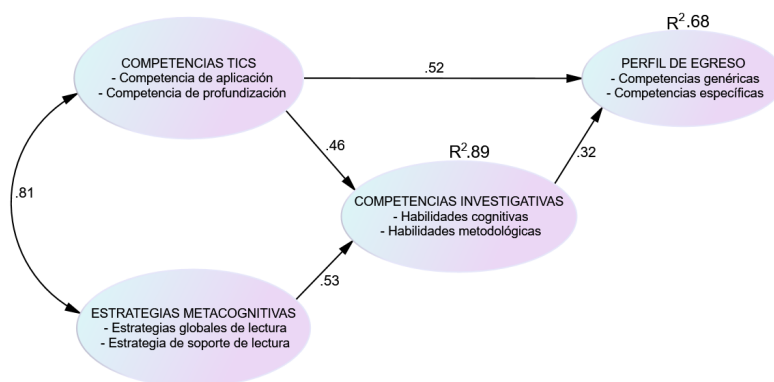 R².68
COMPETENCIAS TICS
- Competencia de aplicación
- Competencia de profundización
PERFIL DE EGRESO
- Competencias genéricas
- Competencias específicas
.52
.46
R².89
.32
.81
COMPETENCIAS INVESTIGATIVAS
- Habilidades cognitivas
- Habilidades metodológicas
.53
ESTRATEGIAS METACOGNITIVAS
- Estrategias globales de lectura
- Estrategia de soporte de lectura